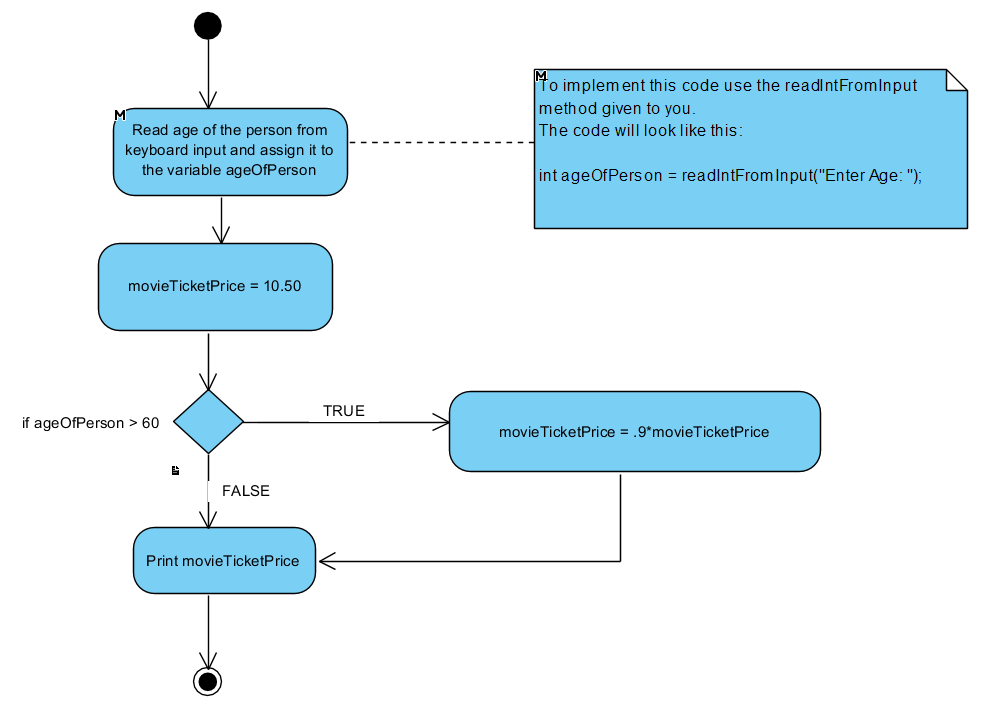 M
Read age of the person from
keyboard input and assign it to
the variable ageOfPerson
M
To implement this code use the readIntFromInput
method given to you.
The code will look like this:
int ageOfPerson = readIntFromInput("Enter Age: ");
movieTicketPrice = 10.50
if ageOfPerson > 60
TRUE
movieTicketPrice = .9*movieTicketPrice
FALSE
Print movieTicketPrice